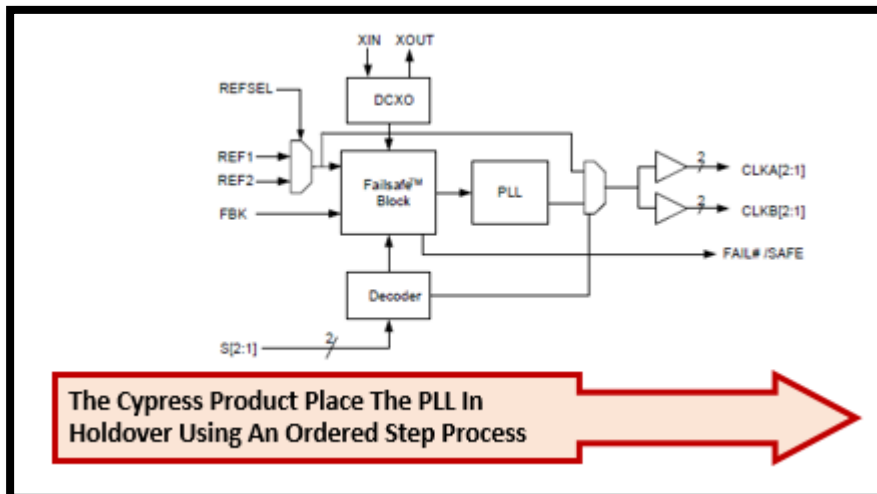 XIN XOUT
REFSEL
DCXO
REF1
REF2
Failsafe™
Block
PLL
2
CLKA[2:1]
FBK
2
CLKB[2:1]
FAIL# /SAFE
Decoder
S[2:1]
2
The Cypress Product Place The PLL In
Holdover Using An Ordered Step Process